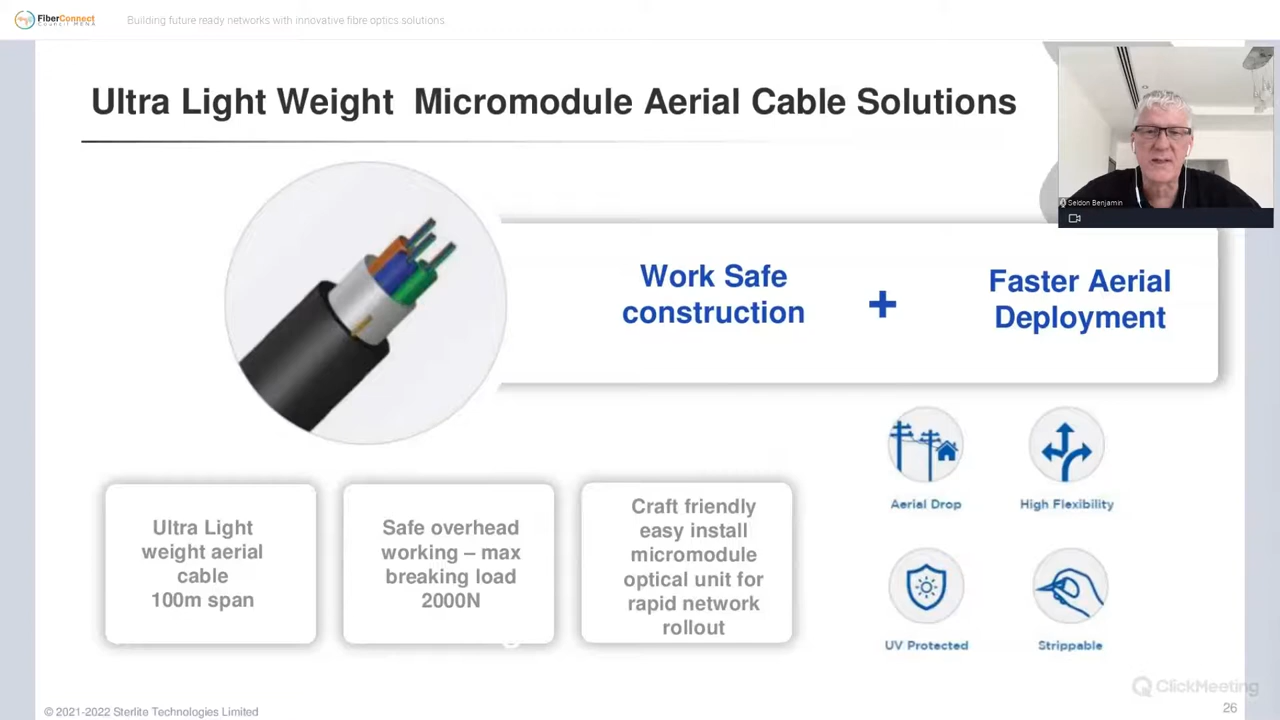 FiberConnect
Council MENA
Building future ready networks with innovative fibre optics solutions
Ultra Light Weight Micromodule Aerial Cable Solutions
Seldon Benjamin
Work Safe
construction
+
Faster Aerial
Deployment
Aerial Drop
High Flexibility
Ultra Light
weight aerial
cable
100m span
Safe overhead
working – max
breaking load
2000N
Craft friendly
easy install
micromodule
optical unit for
rapid network
rollout
UV Protected
Strippable
ClickMeeting
© 2021-2022 Sterlite Technologies Limited
26